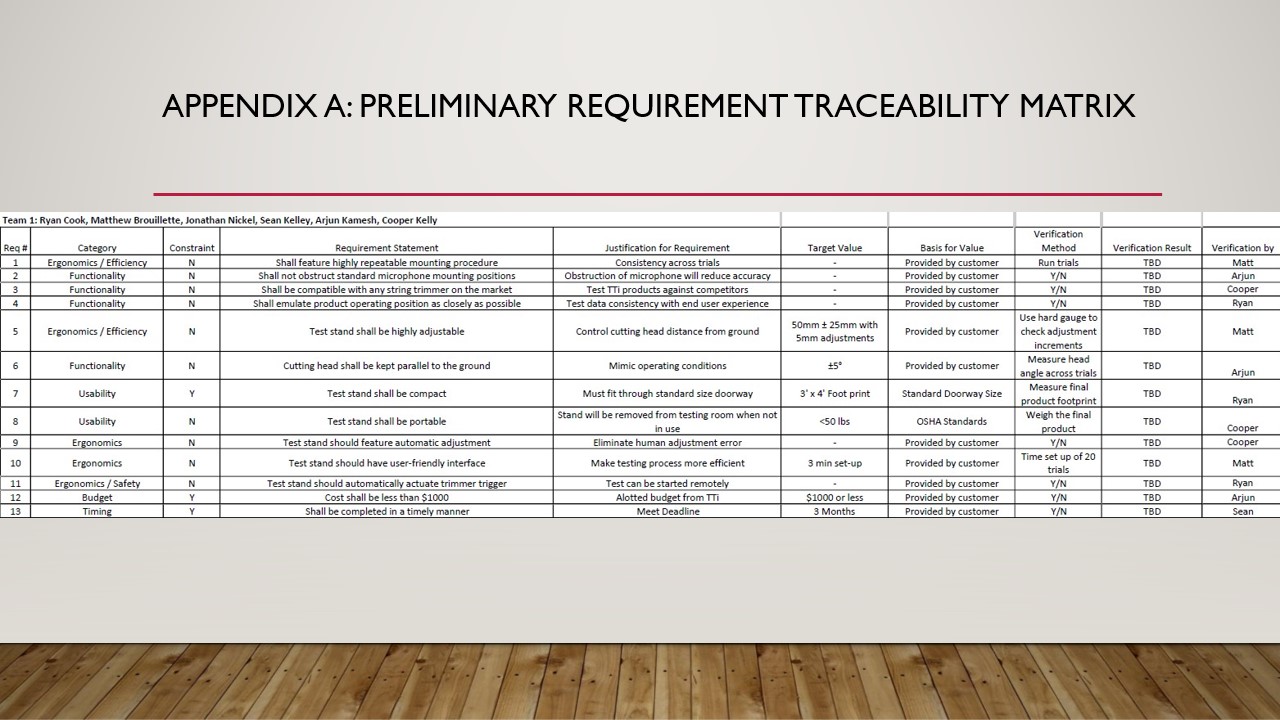 APPENDIX A: PRELIMINARY REQUIREMENT TRACEABILITY MATRIX
Team 1: Ryan Cook, Matthew Brouillette, Jonathan Nickel, Sean Kelley, Arjun Kamesh, Cooper Kelly
Req # Category Constraint Requirement Statement Justification for Requirement Target Value Basis for Value Verification Method Verification Result Verification by
1 Ergonomics / Efficiency N Shall feature highly repeatable mounting procedure Consistency across trials - Provided by customer Run trials TBD Matt
2 Functionality N Shall not obstruct standard microphone mounting positions Obstruction of microphone will reduce accuracy - Provided by customer Y/N TBD Arjun
3 Functionality N Shall be compatible with any string trimmer on the market Test TTi products against competitors - Provided by customer Y/N TBD Cooper
4 Functionality N Shall emulate product operating position as closely as possible Test data consistency with end user experience - Provided by customer Y/N TBD Ryan
5 Ergonomics / Efficiency N Test stand shall be highly adjustable Control cutting head distance from ground 50mm ± 25mm with 5mm adjustments Provided by customer Use hard gauge to check adjustment increments TBD Matt
6 Functionality N Cutting head shall be kept parallel to the ground Mimic operating conditions ±5° Provided by customer Measure head angle across trials TBD Arjun
7 Usability Y Test stand shall be compact Must fit through standard size doorway 3' x 4' Foot print Standard Doorway Size Measure final product footprint TBD Ryan
8 Usability N Test stand shall be portable Stand will be removed from testing room when not in use <50 lbs OSHA Standards Weigh the final product TBD Cooper
9 Ergonomics N Test stand should feature automatic adjustment Eliminate human adjustment error - Provided by customer Y/N TBD Cooper
10 Ergonomics N Test stand should have user-friendly interface Make testing process more efficient 3 min set-up Provided by customer Time set up of 20 trials TBD Matt
11 Ergonomics / Safety N Test stand should automatically actuate trimmer trigger Test can be started remotely - Provided by customer Y/N TBD Ryan
12 Budget Y Cost shall be less than $1000 Alotted budget from TTi $1000 or less Provided by customer Y/N TBD Arjun
13 Timing Y Shall be completed in a timely manner Meet Deadline 3 Months Provided by customer Y/N TBD Sean